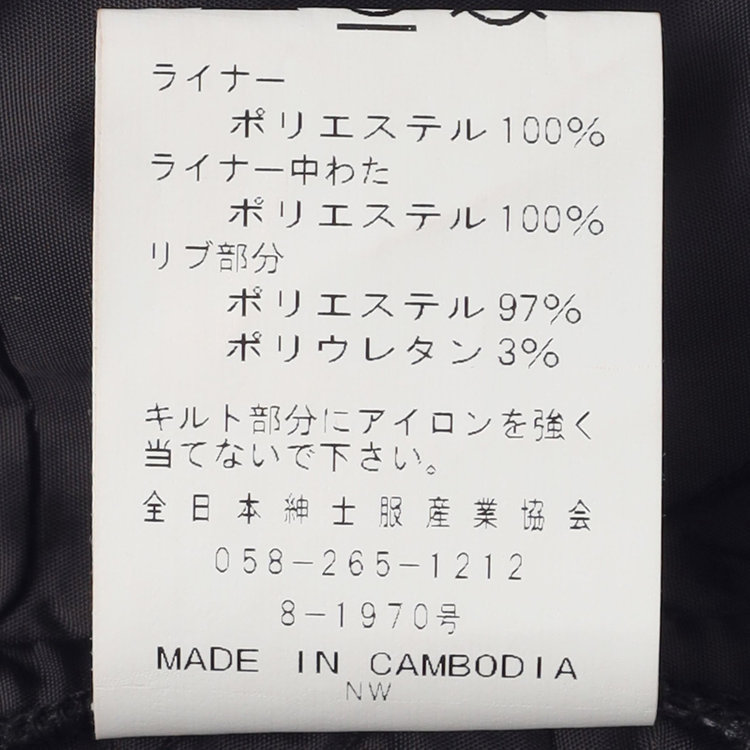 ライナー
ポリエステル 100%
ライナー中わた
ポリエステル 100%
リブ部分
ポリエステル 97%
ポリウレタン 3%
キルト部分にアイロンを強く
当てないで下さい。
全日本紳士服産業協会
058-265-1212
8-1970号
MADE IN CAMBODIA
NW